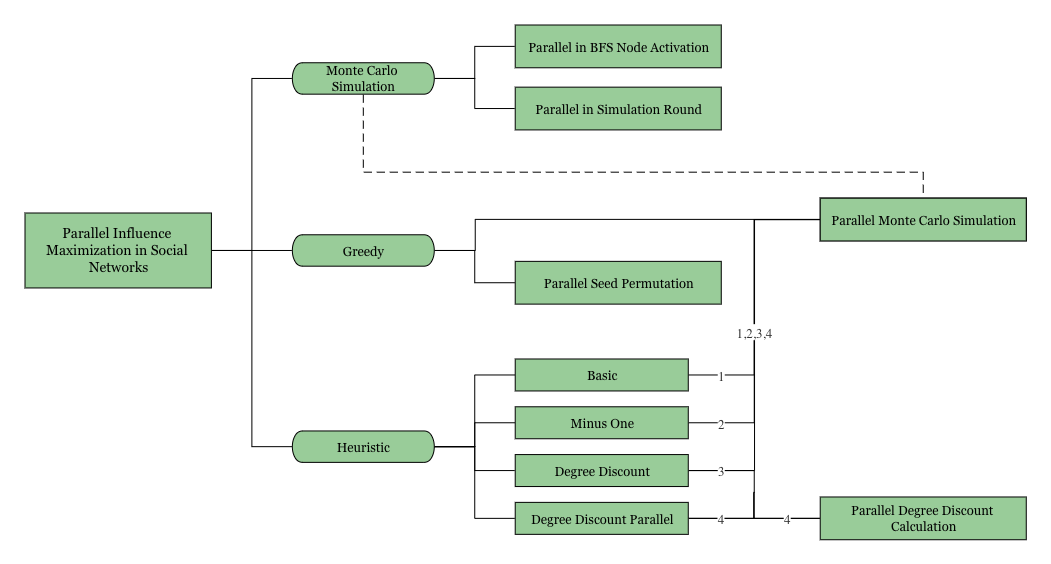 Parallel in BFS Node Activation
Monte Carlo
Simulation
Parallel in Simulation Round
Parallel Influence
Maximization in Social
Networks
Parallel Monte Carlo Simulation
Greedy
Parallel Seed Permutation
1,2,3,4
Basic
1
Minus One
2
Heuristic
Degree Discount
3
Degree Discount Parallel
4
4
Parallel Degree Discount
Calculation